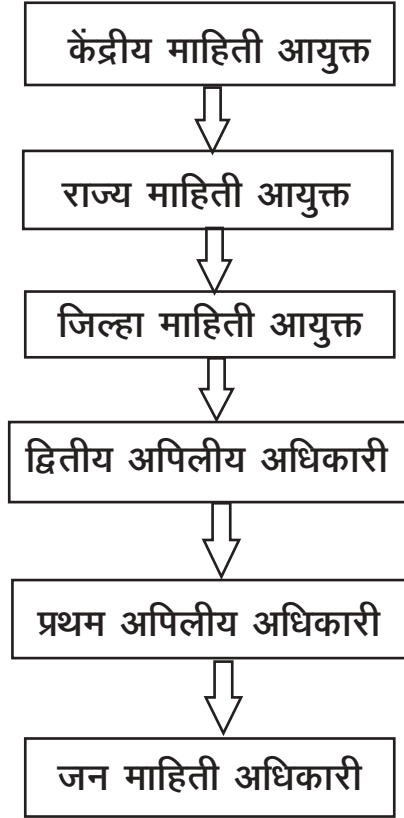 केंद्रीय माहिती आयुक्त
राज्य माहिती आयुक्त
जिल्हा माहिती आयुक्त
द्वितीय अपिलीय अधिकारी
प्रथम अपिलीय अधिकारी
जन माहिती अधिकारी